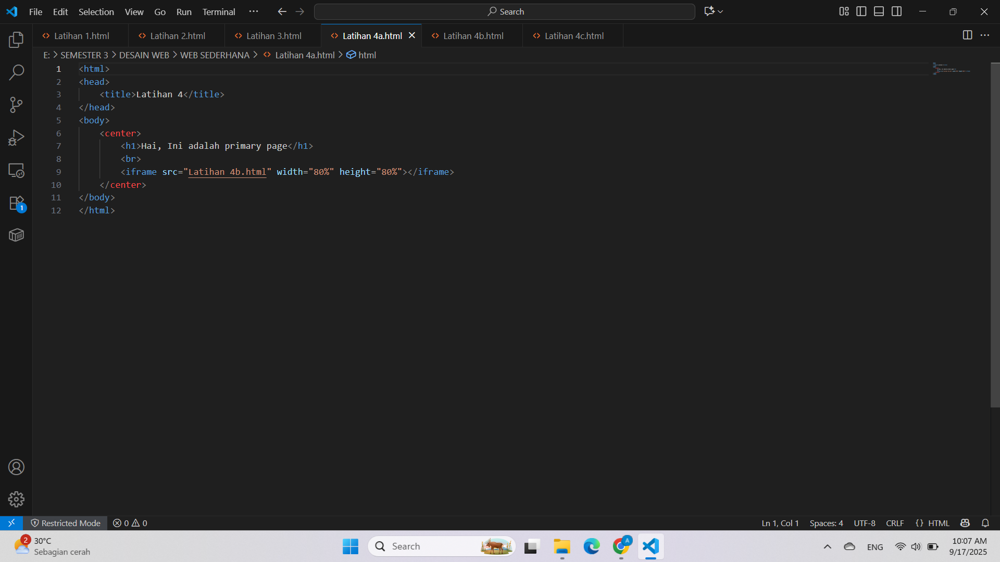 File Edit Selection View Go Run Terminal ··· Search
Latihan 1.html Latihan 2.html Latihan 3.html Latihan 4a.html Latihan 4b.html Latihan 4c.html
E: > SEMESTER 3 > DESAIN WEB > WEB SEDERHANA > Latihan 4a.html > html
1 <html>
2 <head>
3 <title>Latihan 4</title>
4 </head>
5 <body>
6 <center>
7 <h1>Hai, Ini adalah primary page</h1>
8 <br>
9 <iframe src="Latihan 4b.html" width="80%" height="80%"></iframe>
10 </center>
11 </body>
12 </html>
1
Restricted Mode 0 0 Ln 1, Col 1 Spaces: 4 UTF-8 CRLF {} HTML
2 30°C
Sebagian cerah
Search
A
ENG
10:07 AM
9/17/2025